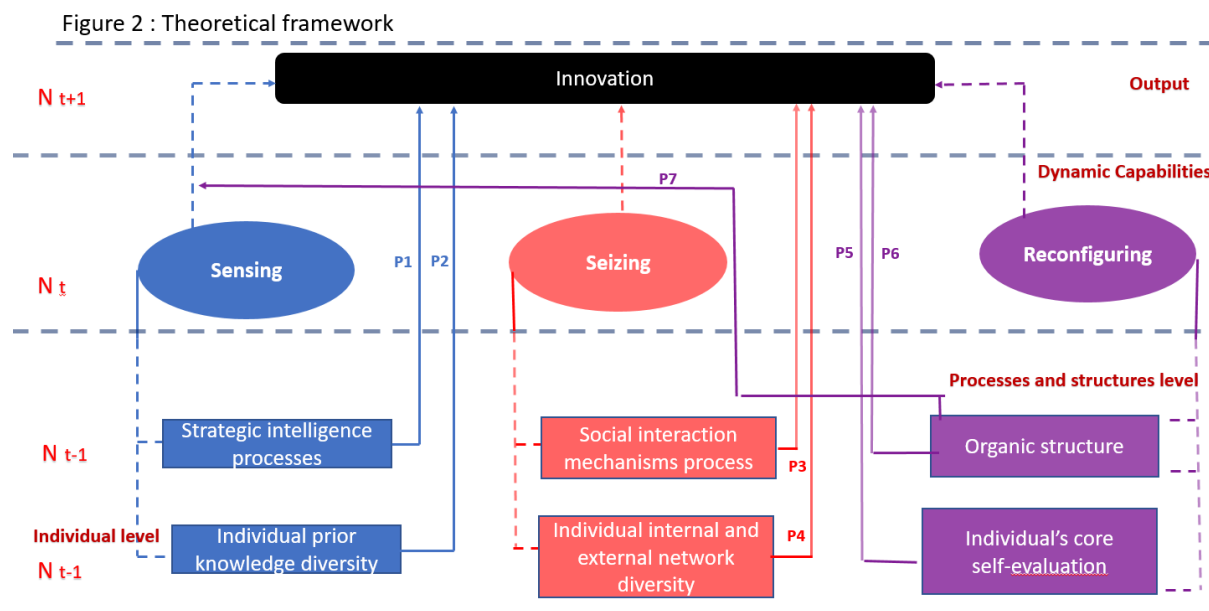 Figure 2 : Theoretical framework
Innovation
N t+1
Output
Dynamic Capabilities
P7
Sensing
P1
P2
Seizing
P5
P6
Reconfiguring
N t
Processes and structures level
Strategic intelligence
processes
Social interaction
mechanisms process
Organic structure
N t-1
P3
Individual level
Individual prior
knowledge diversity
Individual internal and
external network
diversity
P4
Individual’s core
self-evaluation
N t-1